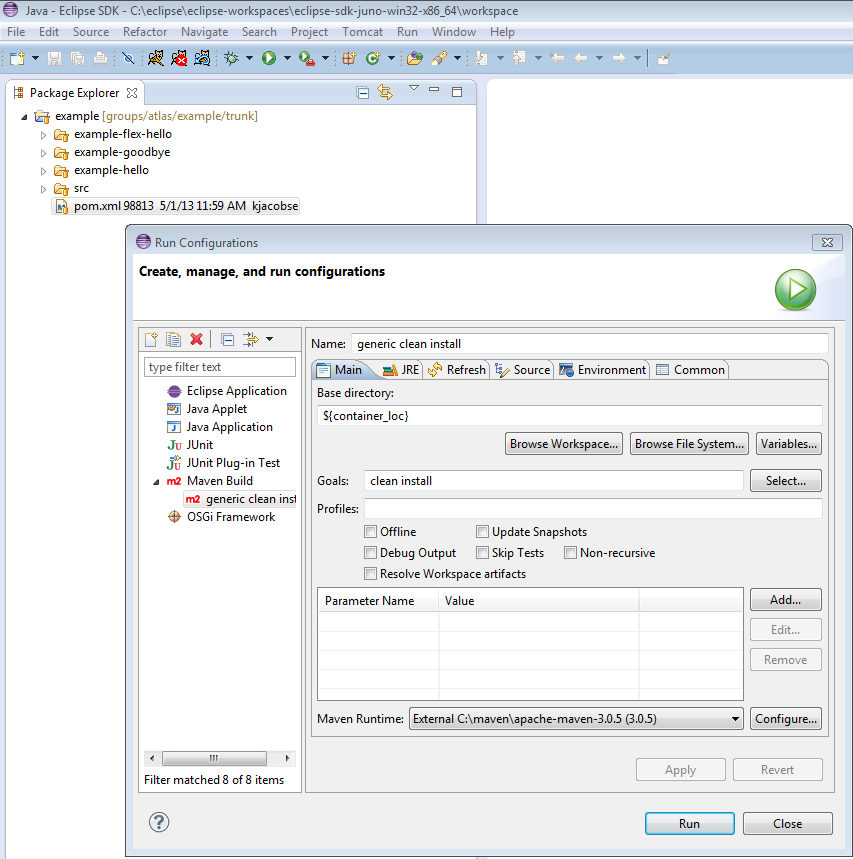 Java - Eclipse SDK - C:\eclipse\eclipse-workspaces\eclipse-sdk-juno-win32-x86_64\workspace
File Edit Source Refactor Navigate Search Project Tomcat Run Window Help
Package Explorer
example [groups/atlas/example/trunk]
example-flex-hello
example-goodbye
example-hello
src
pom.xml 98813 5/1/13 11:59 AM kjacobse
Run Configurations
Create, manage, and run configurations
type filter text
Eclipse Application
Java Applet
Java Application
JUnit
JUnit Plug-in Test
Maven Build
generic clean inst
OSGi Framework
Filter matched 8 of 8 items
Name: generic clean install
Main JRE Refresh Source Environment Common
Base directory:
${container_loc}
Browse Workspace... Browse File System... Variables...
Goals: clean install Select...
Profiles:
Offline Update Snapshots
Debug Output Skip Tests Non-recursive
Resolve Workspace artifacts
Parameter Name Value
Add...
Edit...
Remove
Maven Runtime: External C:\maven\apache-maven-3.0.5 (3.0.5) Configure...
Apply Revert
Run Close